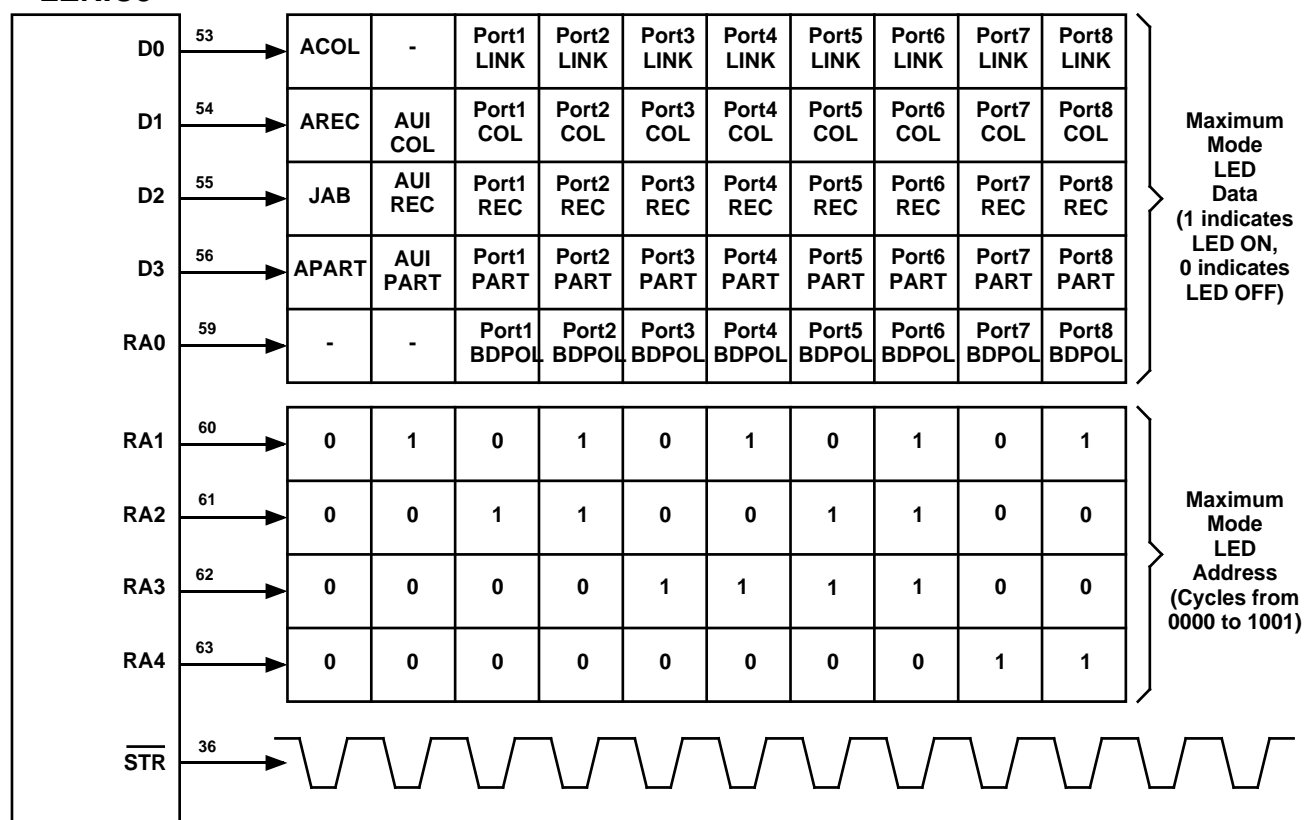 D0 53 ACOL - Port1 LINK Port2 LINK Port3 LINK Port4 LINK Port5 LINK Port6 LINK Port7 LINK Port8 LINK
D1 54 AREC AUI COL Port1 COL Port2 COL Port3 COL Port4 COL Port5 COL Port6 COL Port7 COL Port8 COL
D2 55 JAB AUI REC Port1 REC Port2 REC Port3 REC Port4 REC Port5 REC Port6 REC Port7 REC Port8 REC
D3 56 APART AUI PART Port1 PART Port2 PART Port3 PART Port4 PART Port5 PART Port6 PART Port7 PART Port8 PART
RA0 59 - - Port1 BDPOL Port2 BDPOL Port3 BDPOL Port4 BDPOL Port5 BDPOL Port6 BDPOL Port7 BDPOL Port8 BDPOL
Maximum
Mode
LED
Data
(1 indicates
LED ON,
0 indicates
LED OFF)
RA1 60 0 1 0 1 0 1 0 1 0 1
RA2 61 0 0 1 1 0 0 1 1 0 0
RA3 62 0 0 0 0 1 1 1 1 0 0
RA4 63 0 0 0 0 0 0 0 0 1 1
Maximum
Mode
LED
Address
(Cycles from
0000 to 1001)
STR 36